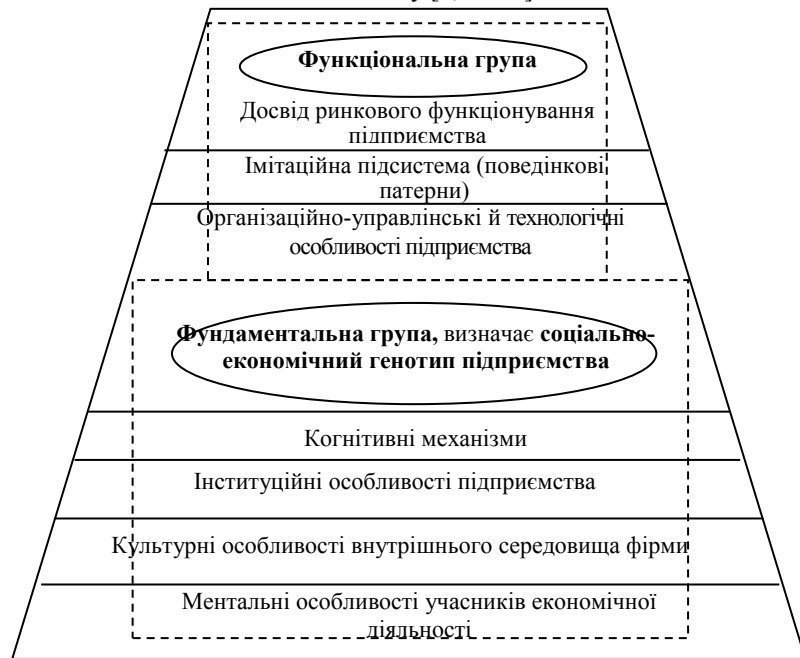 Функціональна група
Досвід ринкового функціонування
підприємства
Імітаційна підсистема (поведінкові
патерни)
Організаційно-управлінські й технологічні
особливості підприємства
Фундаментальна група, визначає соціально-
економічний генотип підприємства
Когнітивні механізми
Інституційні особливості підприємства
Культурні особливості внутрішнього середовища фірми
Ментальні особливості учасників економічної
діяльності